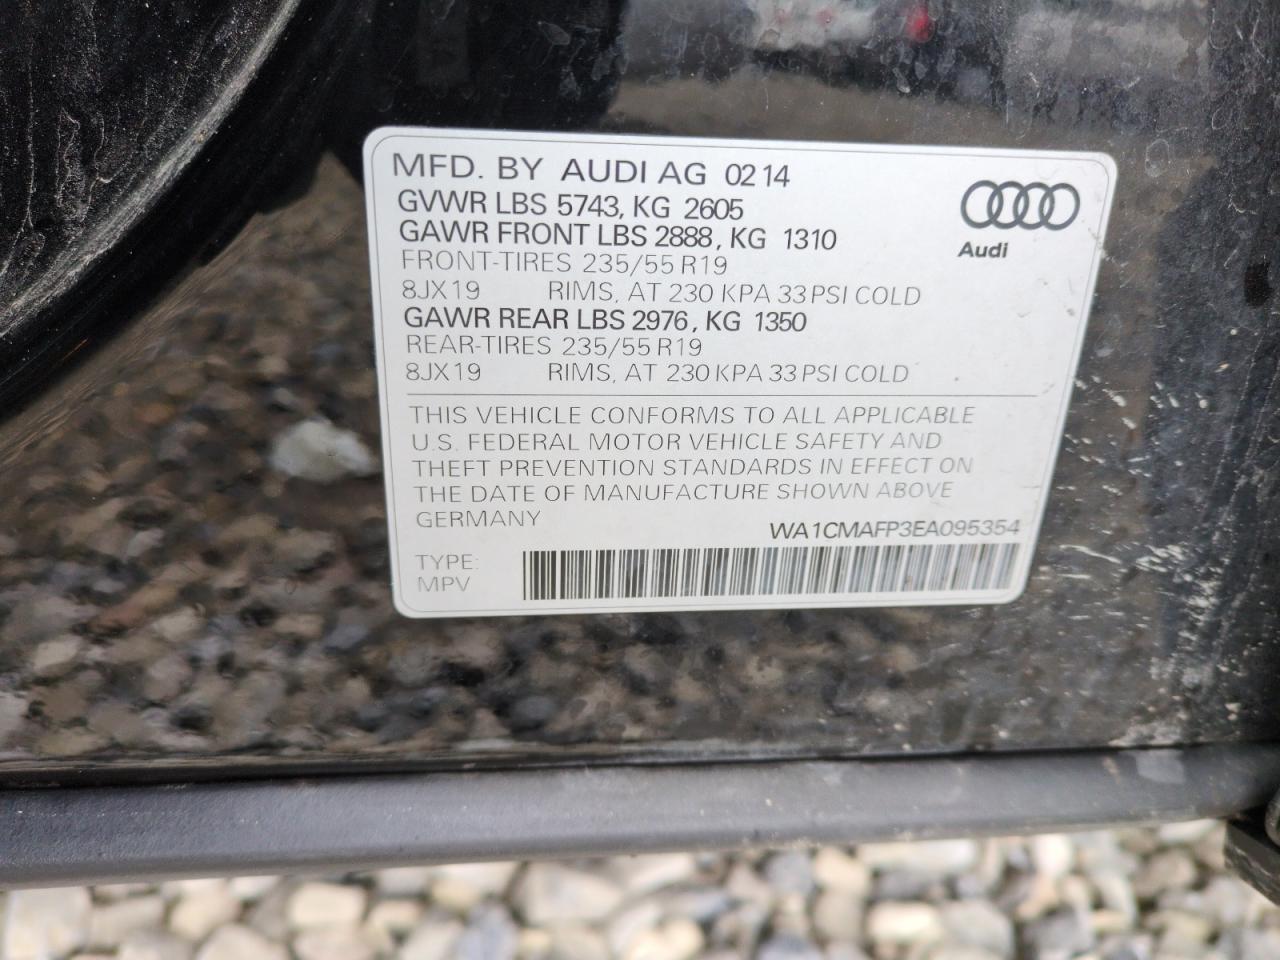 MFD. BY AUDI AG 02 14
GVWR LBS 5743, KG 2605
GAWR FRONT LBS 2888, KG 1310
FRONT-TIRES 235/55 R19
8JX19 RIMS, AT 230 KPA 33 PSI COLD
GAWR REAR LBS 2976, KG 1350
REAR-TIRES 235/55 R19
8JX19 RIMS, AT 230 KPA 33 PSI COLD
Audi
THIS VEHICLE CONFORMS TO ALL APPLICABLE
U.S. FEDERAL MOTOR VEHICLE SAFETY AND
THEFT PREVENTION STANDARDS IN EFFECT ON
THE DATE OF MANUFACTURE SHOWN ABOVE
GERMANY
WA1CMAFP3EA095354
TYPE:
MPV